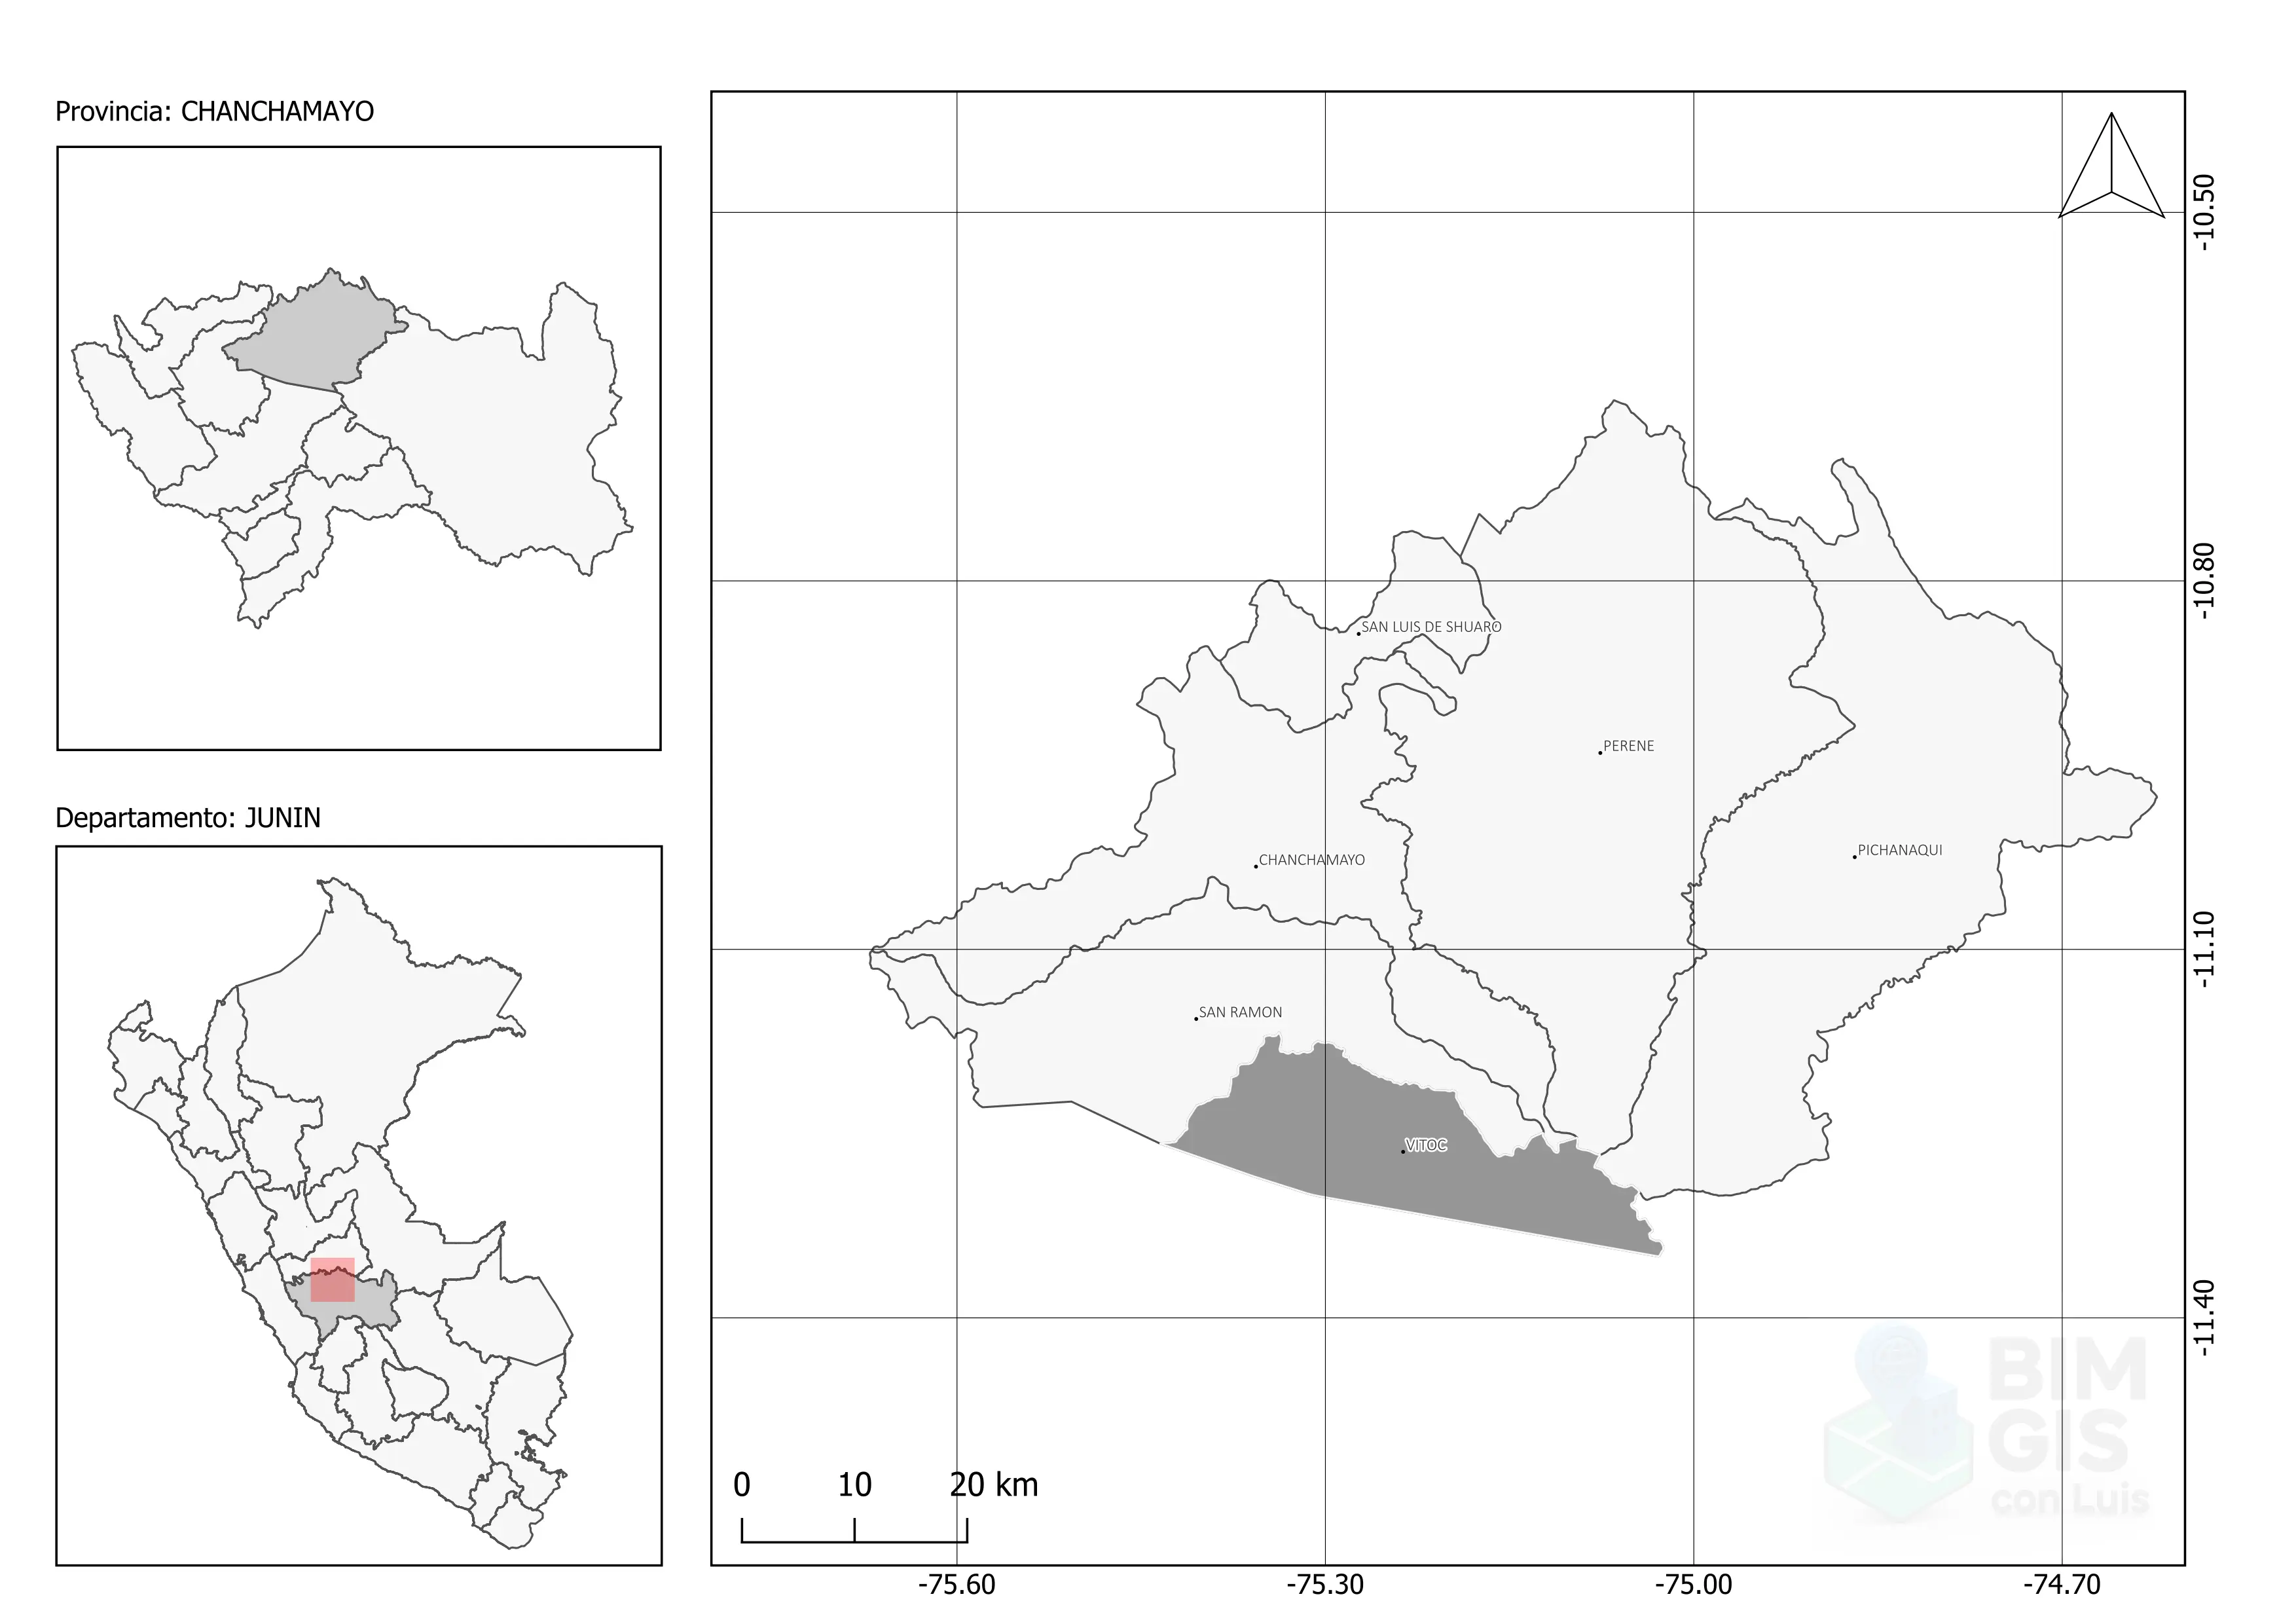 Provincia: CHANCHAMAYO
Departamento: JUNIN
SAN LUIS DE SHUARO
PERENE
CHANCHAMAYO
PICHANAQUI
SAN RAMON
VITOC
-10.50
-10.80
-11.10
-11.40
0 10 20 km
-75.60 -75.30 -75.00 -74.70
BIM
GIS
con Luis